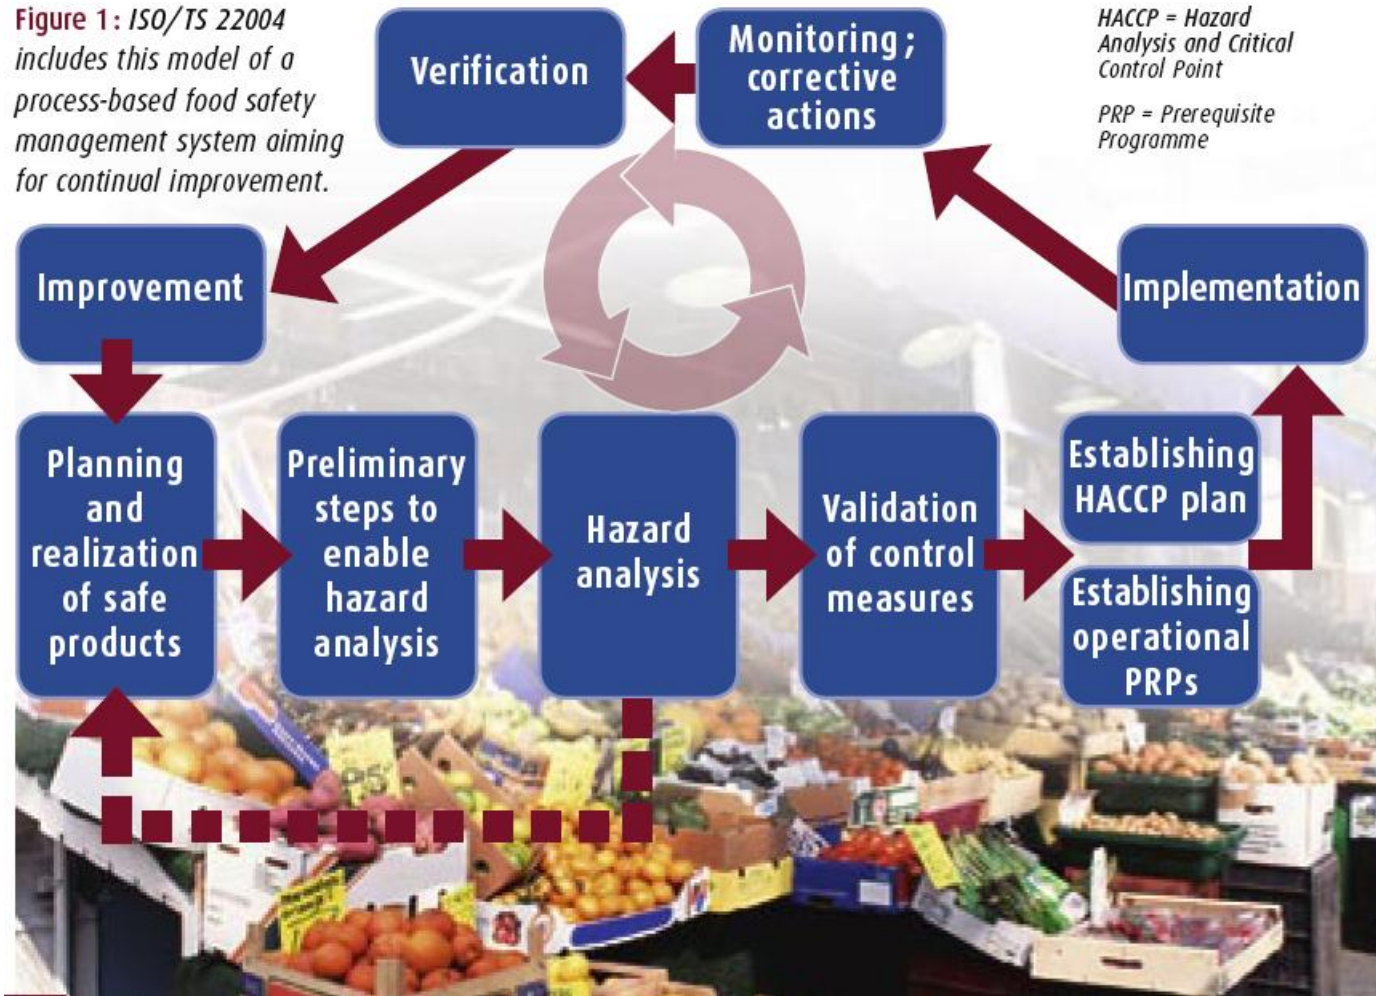 Figure 1: ISO/TS 22004
includes this model of a
process-based food safety
management system aiming
for continual improvement.
Verification
Monitoring;
corrective
actions
HACCP = Hazard
Analysis and Critical
Control Point
PRP = Prerequisite
Programme
Improvement
Implementation
Planning
and
realization
of safe
products
Preliminary
steps to
enable
hazard
analysis
Hazard
analysis
Validation
of control
measures
Establishing
HACCP plan
Establishing
operational
PRPs